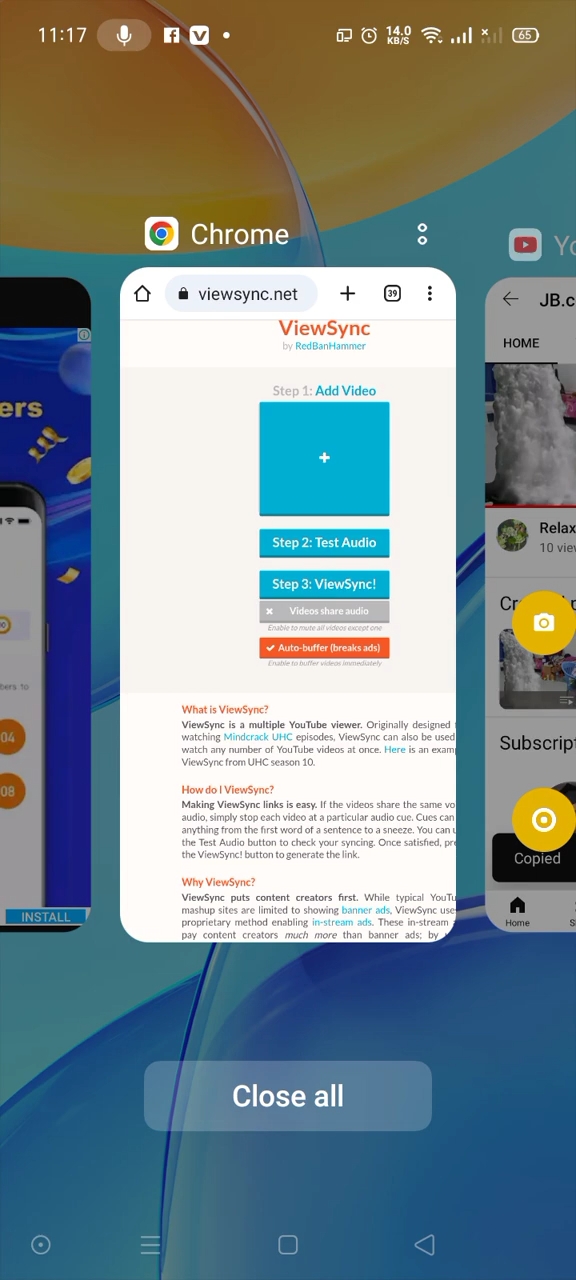 11:17
14.0
KB/S
65
Chrome
viewsync.net
39
ViewSync
by RedBanHammer
Step 1: Add Video
Step 2: Test Audio
Step 3: ViewSync!
Videos share audio
Enable to mute all videos except one
Auto-buffer (breaks ads)
Enable to buffer videos immediately
What is ViewSync?
ViewSync is a multiple YouTube viewer. Originally designed
watching Mindcrack UHC episodes, ViewSync can also be used
watch any number of YouTube videos at once. Here is an
ViewSync from UHC season 10.
How do I ViewSync?
Making ViewSync links is easy. If the videos share the same
audio, simply stop each video at a particular audio cue. Cues can
anything from the first word of a sentence to a sneeze. You can
the Test Audio button to check your syncing. Once satisfied,
the ViewSync! button to generate the link.
Why ViewSync?
ViewSync puts content creators first. While typical
mashup sites are limited to showing banner ads, ViewSync
proprietary method enabling in-stream ads. These in-stream
pay content creators much more than banner ads; by
ers
to
04
08
INSTALL
JB.c
HOME
Relax
10
Subscript
Copied
Home
Close all